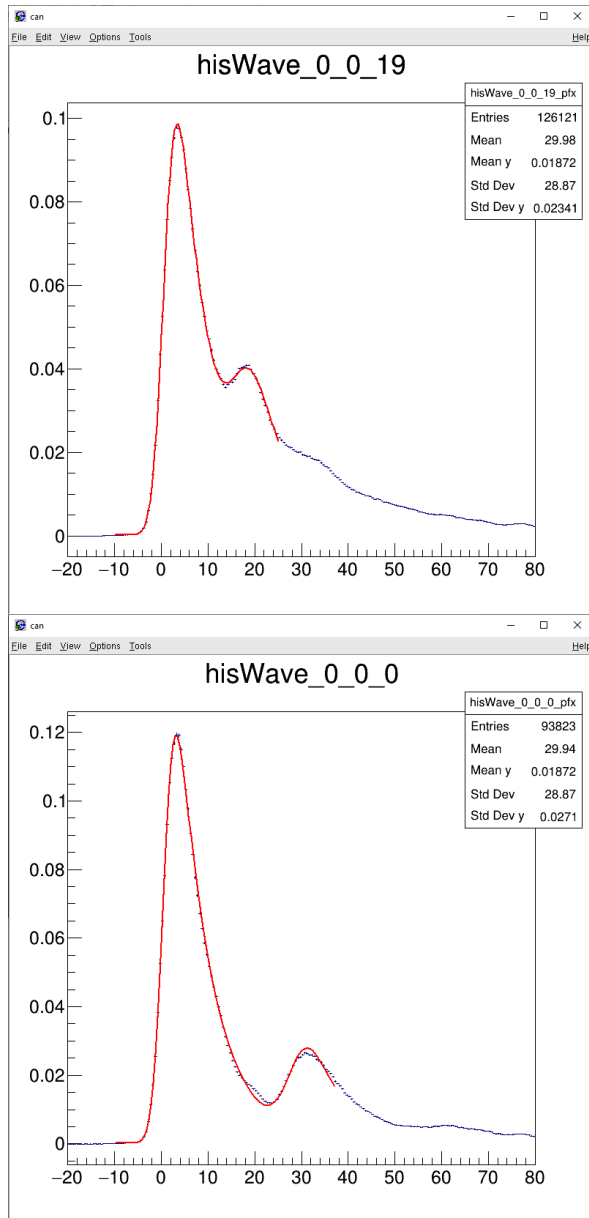 can
File Edit View Options Tools Help
hisWave_0_0_19
hisWave_0_0_19_pfx
Entries 126121
Mean 29.98
Mean y 0.01872
Std Dev 28.87
Std Dev y 0.02341
0.1
0.08
0.06
0.04
0.02
0
−20 −10 0 10 20 30 40 50 60 70 80
can
File Edit View Options Tools Help
hisWave_0_0_0
hisWave_0_0_0_pfx
Entries 93823
Mean 29.94
Mean y 0.01872
Std Dev 28.87
Std Dev y 0.0271
0.12
0.1
0.08
0.06
0.04
0.02
0
−20 −10 0 10 20 30 40 50 60 70 80